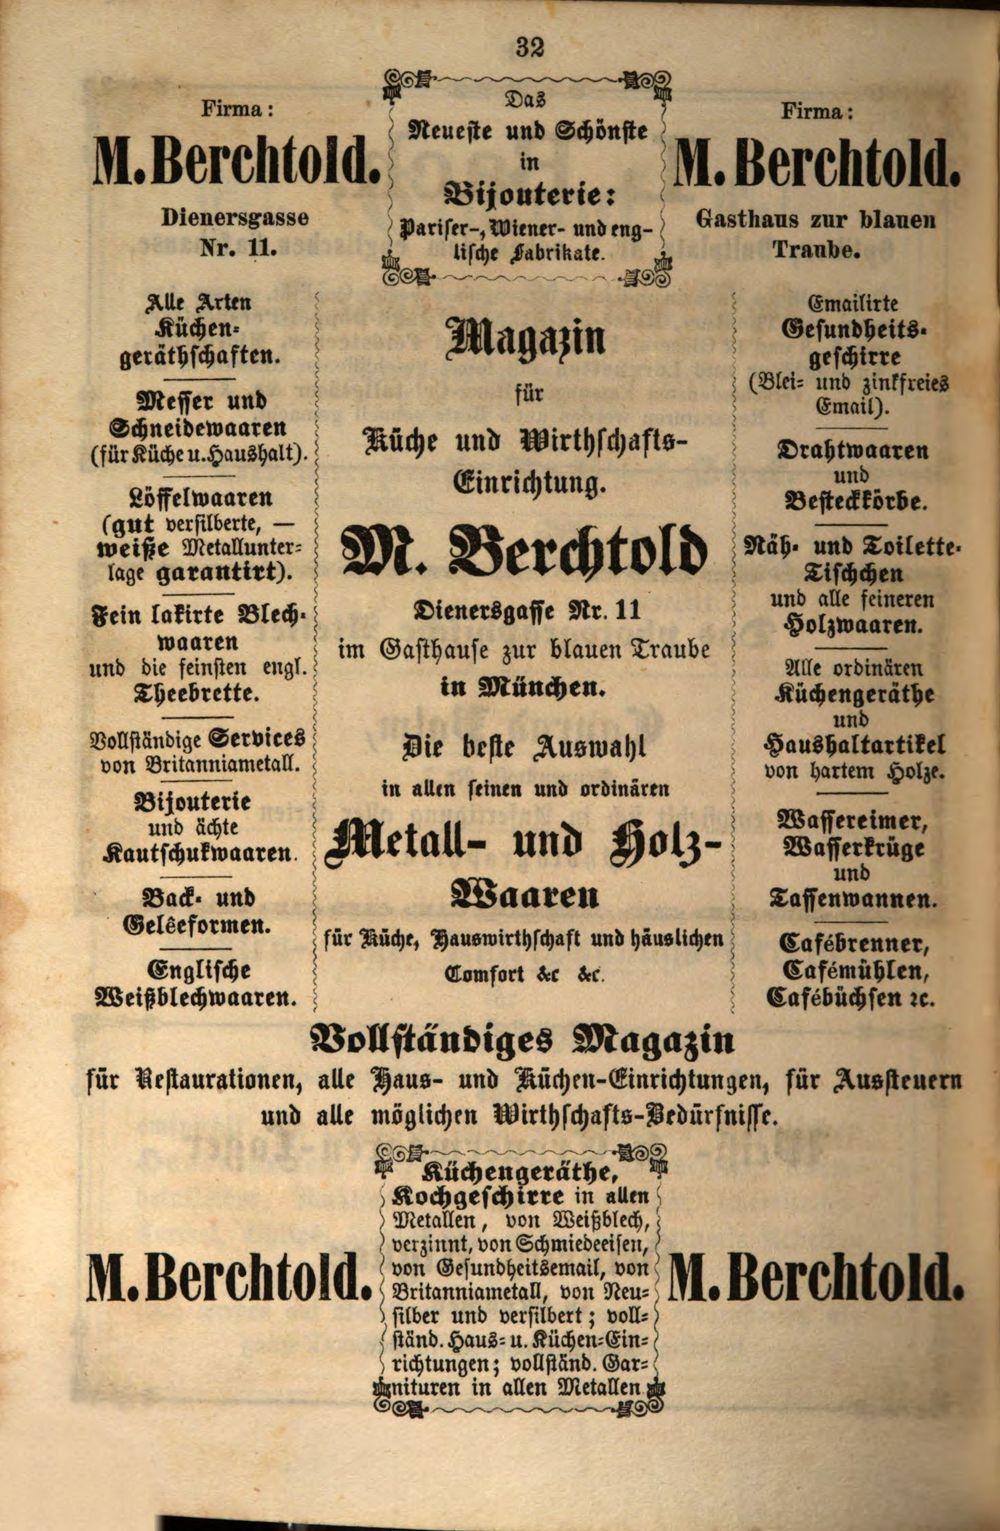 32
Firma:
M. Berchtold.
Dienersgasse
Nr. 11.
Das
Neueste und Schönste
in
Bijouterie:
Pariser-, Wiener- und eng-
lische Fabrikate.
Firma:
M. Berchtold.
Gasthaus zur blauen
Traube.
Alle Arten
Küchen-
geräthschaften.
Messer und
Schneidewaaren
(für Küche u. Haushalt).
Löffelwaaren
(gut versilberte, —
weiße Metallunter-
lage garantirt).
Fein lakirte Blech-
waaren
und die feinsten engl.
Theebrette.
Vollständige Services
von Britanniametall.
Bijouterie
und ächte
Kautschukwaaren.
Back- und
Geléeformen.
Englische
Weißblechwaaren.
Magazin
für
Küche und Wirthschafts-
Einrichtung.
M. Berchtold
Dienersgasse Nr. 11
im Gasthause zur blauen Traube
in München.
Die beste Auswahl
in allen feinen und ordinären
Metall- und Holz-
Waaren
für Küche, Hauswirthschaft und häuslichen
Comfort &c &c.
Emailirte
Gesundheits-
geschirre
(Blei- und zinkfreies
Email).
Drahtwaaren
und
Besteckkörbe.
Näh- und Toilette-
Tischchen
und alle feineren
Holzwaaren.
Alle ordinären
Küchengeräthe
und
Haushaltartikel
von hartem Holze.
Wassereimer,
Wasserkrüge
und
Tassenwannen.
Cafébrenner,
Cafémühlen,
Cafébüchsen ꝛc.
Vollständiges Magazin
für Restaurationen, alle Haus- und Küchen-Einrichtungen, für Aussteuern
und alle möglichen Wirthschafts-Bedürfnisse.
M. Berchtold.
Küchengeräthe,
Kochgeschirre in allen
Metallen, von Weißblech,
verzinnt, von Schmiedeeisen,
von Gesundheitsemail, von
Britanniametall, von Neu-
silber und versilbert; voll-
ständ. Haus- u. Küchen-Ein-
richtungen; vollständ. Gar-
nituren in allen Metallen
M. Berchtold.